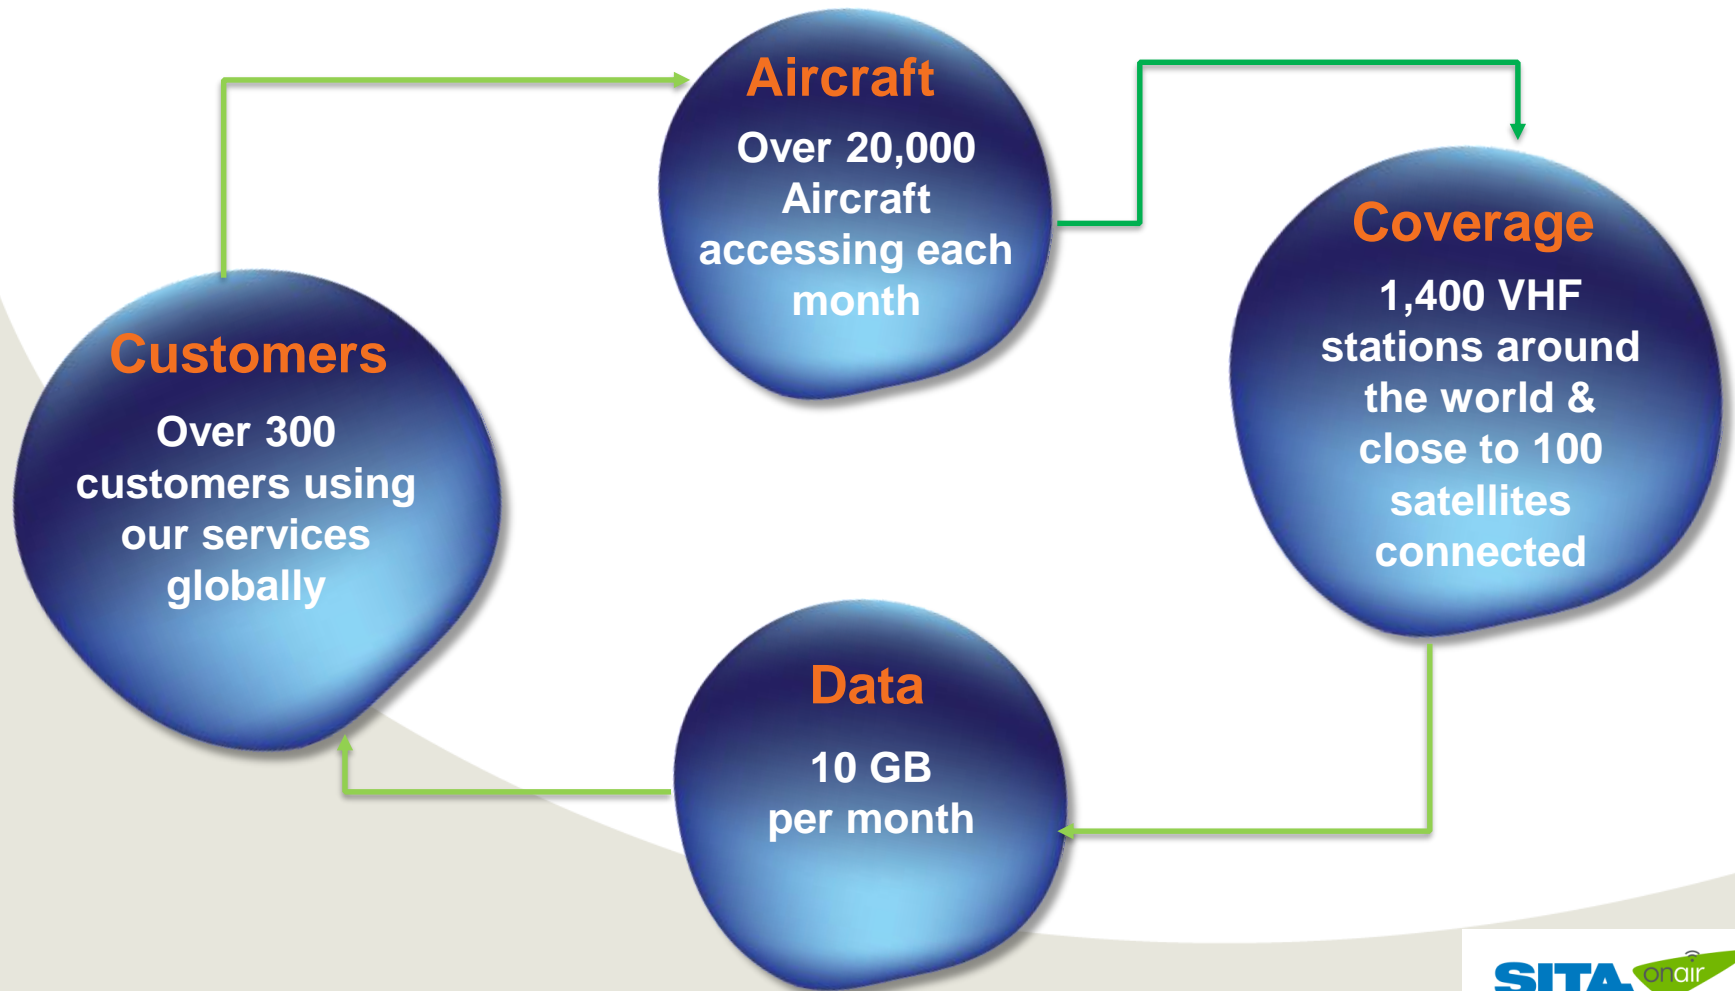 Aircraft
Over 20,000
Aircraft
accessing each
month
Coverage
1,400 VHF
stations around
the world &
close to 100
satellites
connected
Customers
Over 300
customers using
our services
globally
Data
10 GB
per month
SITA onair